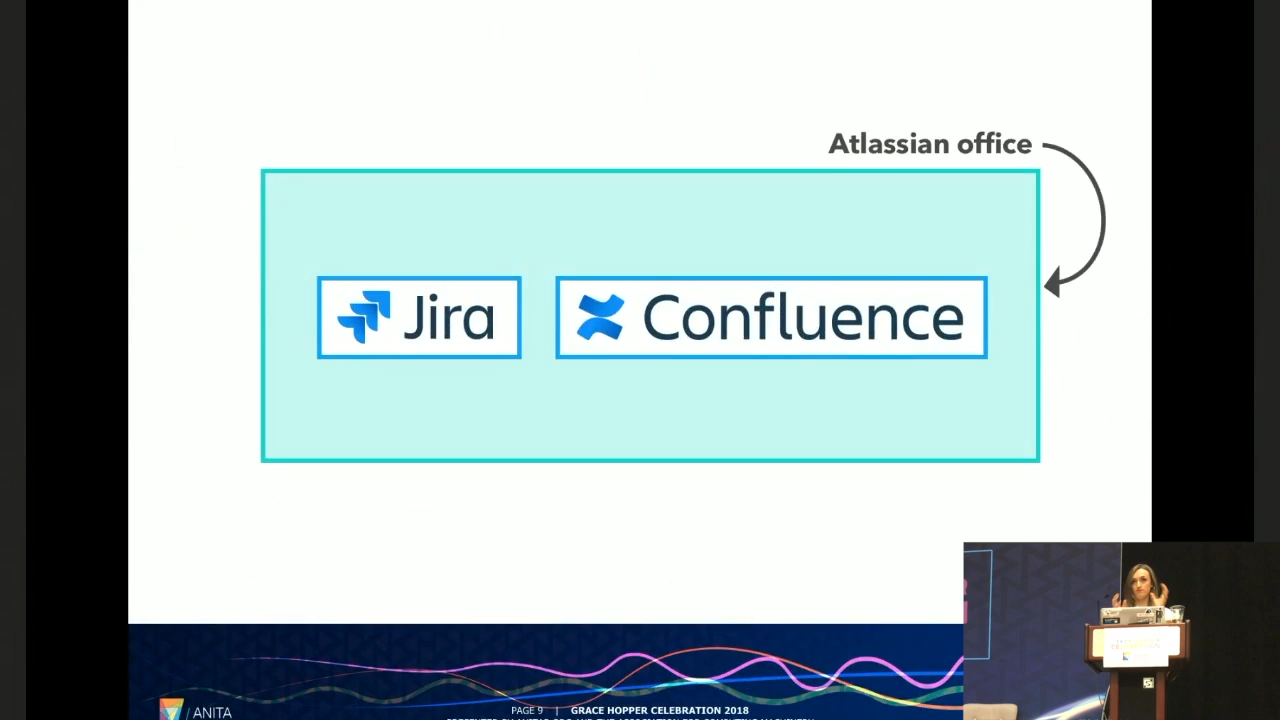 Atlassian office
Jira
Confluence
/ ANITA
PAGE 9 | GRACE HOPPER CELEBRATION 2018